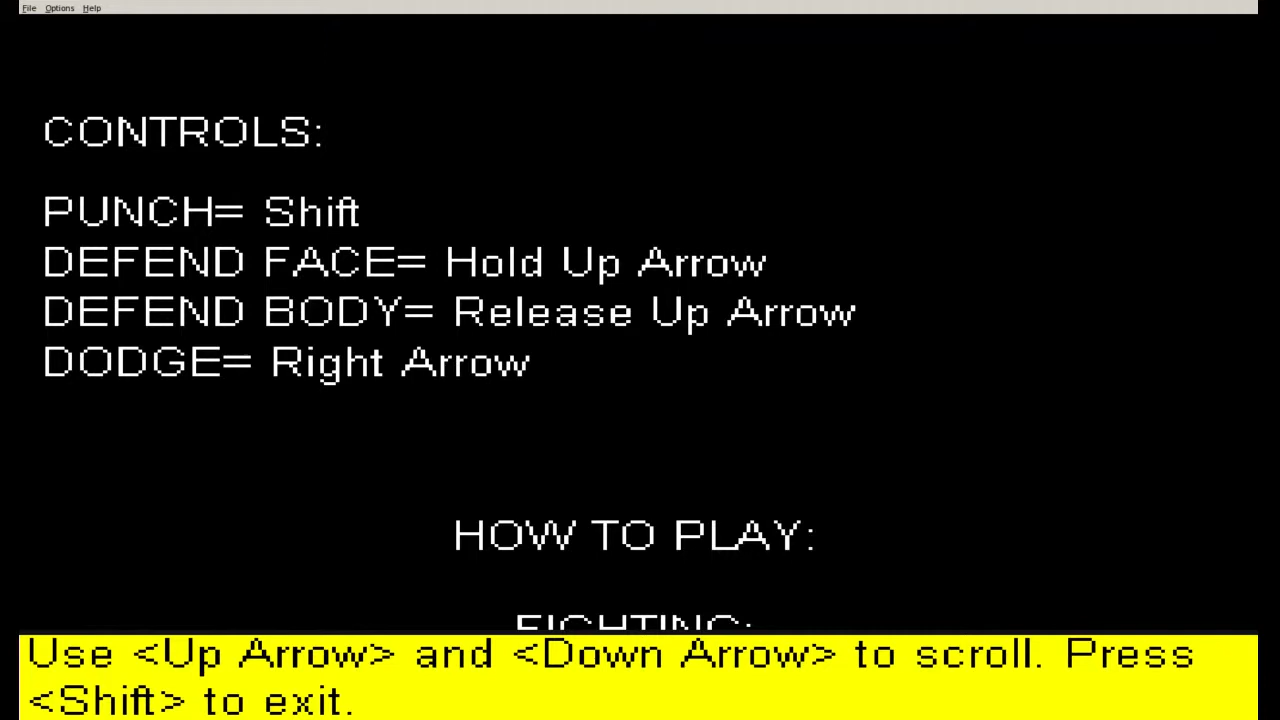 File Options Help
CONTROLS:
PUNCH= Shift
DEFEND FACE= Hold Up Arrow
DEFEND BODY= Release Up Arrow
DODGE= Right Arrow
HOW TO PLAY:
FIGHTING:
Use <Up Arrow> and <Down Arrow> to scroll. Press
<Shift> to exit.